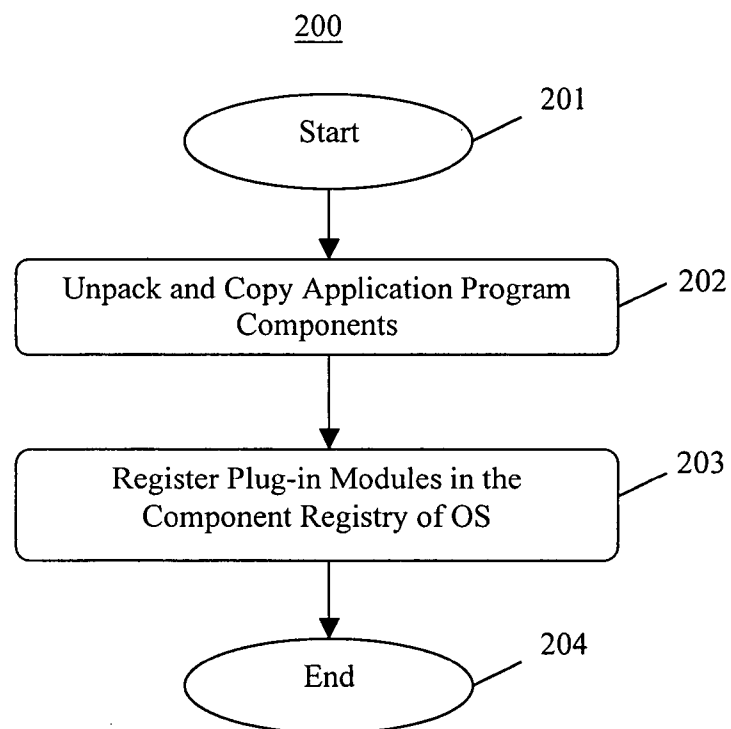 200
201
Start
202
Unpack and Copy Application Program
Components
203
Register Plug-in Modules in the
Component Registry of OS
204
End